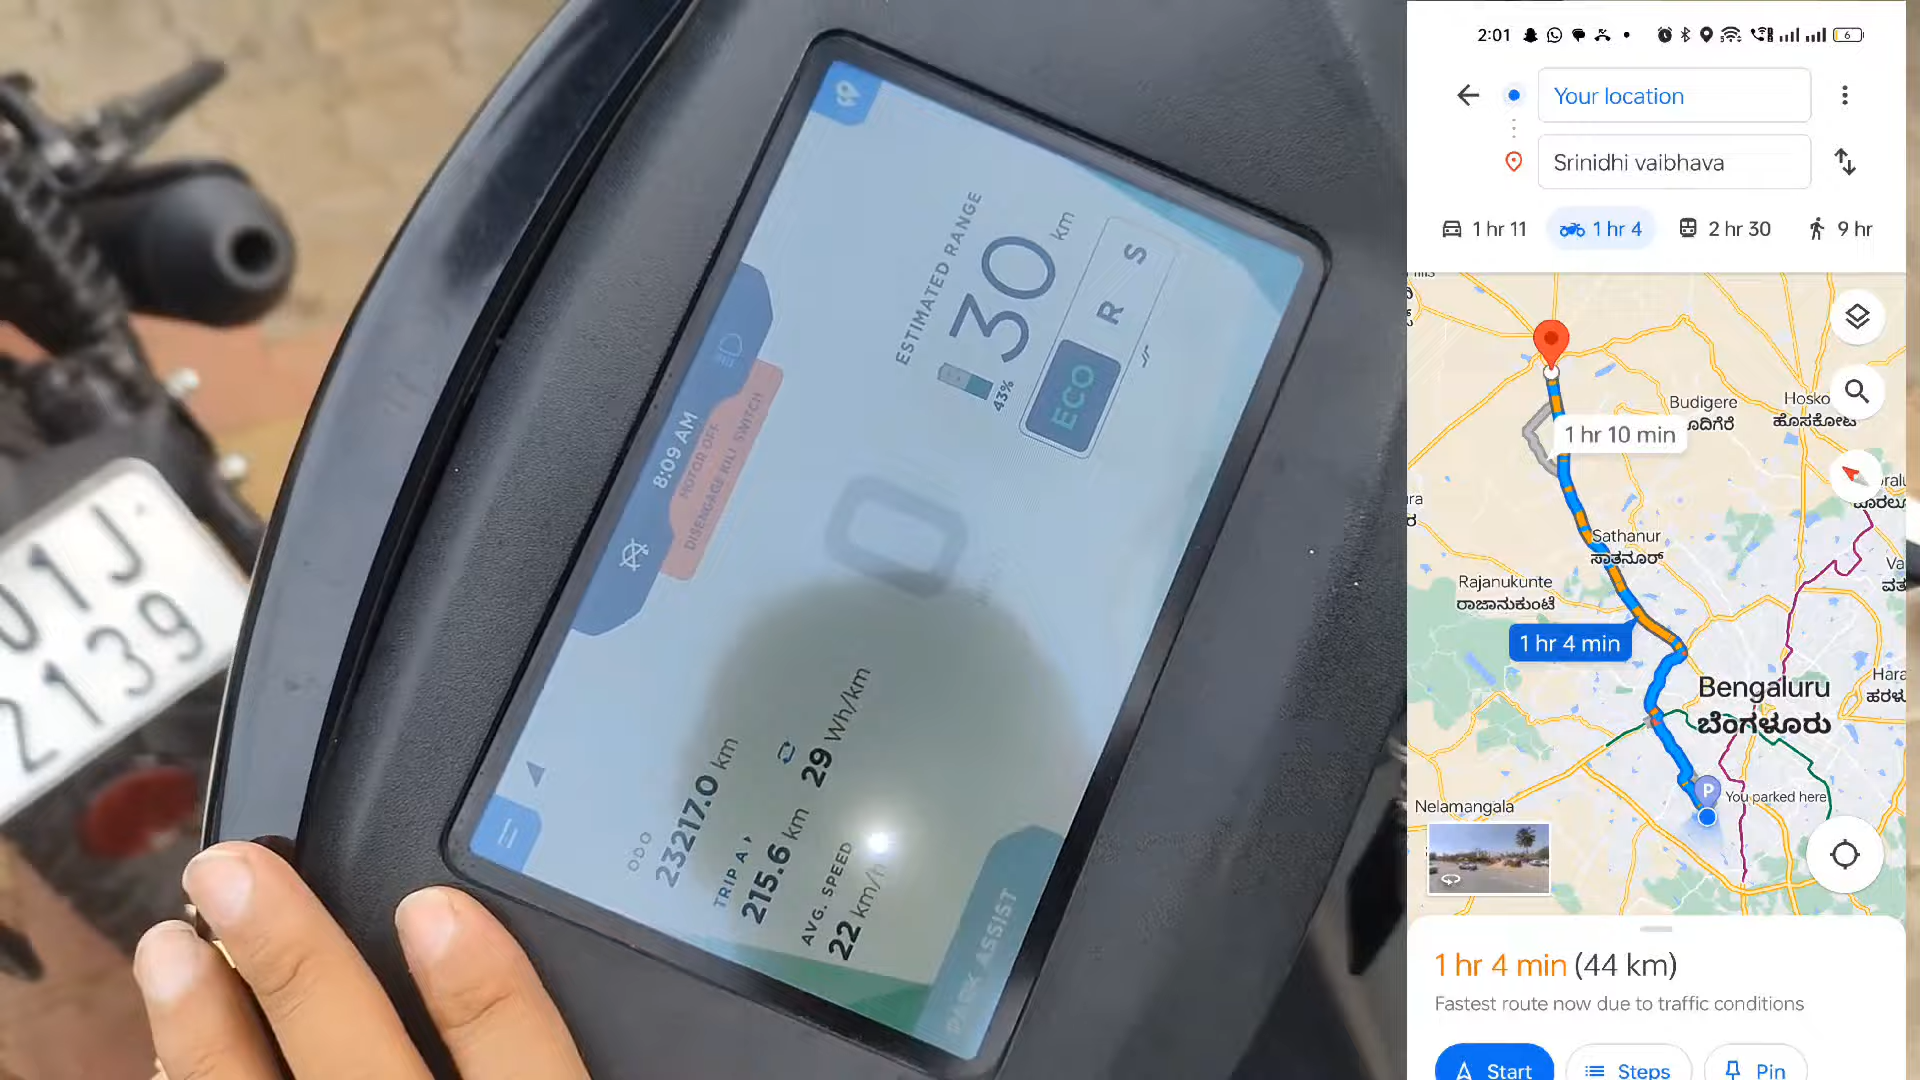 01J
2139
8:09 AM
MOTOR OFF
DISENGAGE KILL SWITCH
ESTIMATED RANGE
30 km
43%
ECO R S
0
ODO
23217.0 km
TRIP A
215.6 km 29 Wh/km
AVG. SPEED
22 km/h
PARK ASSIST
2:01
6
Your location
Srinidhi vaibhava
1 hr 11 1 hr 4 2 hr 30 9 hr
Budigere
Hosko
ಹೊಸಕೋಟ
1 hr 10 min
Sathanur
ಸಾತನೂರ್
Rajanukunte
ರಾಜಾನುಕುಂಟೆ
1 hr 4 min
Bengaluru
ಬೆಂಗಳೂರು
Hara
ಹರಳು
P
You parked here
Nelamangala
1 hr 4 min (44 km)
Fastest route now due to traffic conditions
Start Steps Pin